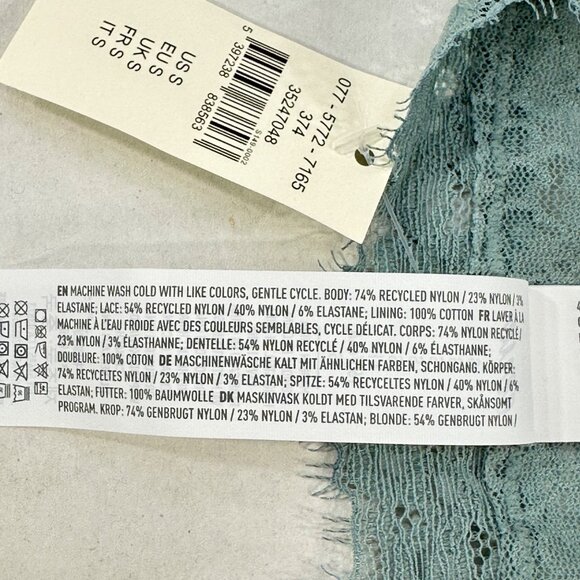 US S
EU S
UK S
FR S
IT S
5 397238 838563
S149-0002
077 - 5772 - 7165
374
35247048
EN MACHINE WASH COLD WITH LIKE COLORS, GENTLE CYCLE. BODY: 74% RECYCLED NYLON / 23% NYLON / 3%
ELASTANE; LACE: 54% RECYCLED NYLON / 40% NYLON / 6% ELASTANE; LINING: 100% COTTON FR LAVER À LA
MACHINE À L'EAU FROIDE AVEC DES COULEURS SEMBLABLES, CYCLE DÉLICAT. CORPS: 74% NYLON RECYCLÉ /
23% NYLON / 3% ÉLASTHANNE; DENTELLE: 54% NYLON RECYCLÉ / 40% NYLON / 6% ÉLASTHANNE;
DOUBLURE: 100% COTON DE MASCHINENWÄSCHE KALT MIT ÄHNLICHEN FARBEN, SCHONGANG. KÖRPER:
74% RECYCELTES NYLON / 23% NYLON / 3% ELASTAN; SPITZE: 54% RECYCELTES NYLON / 40% NYLON / 6%
ELASTAN; FUTTER: 100% BAUMWOLLE DK MASKINVASK KOLDT MED TILSVARENDE FARVER, SKÅNSOMT
PROGRAM. KROP: 74% GENBRUGT NYLON / 23% NYLON / 3% ELASTAN; BLONDE: 54% GENBRUGT NYLON /